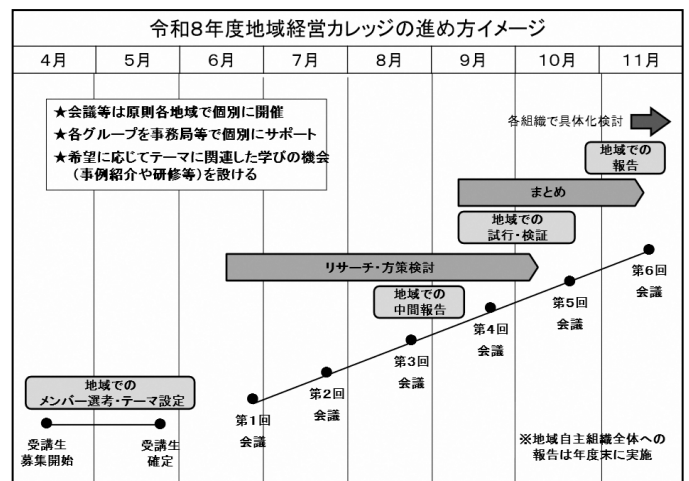 令和8年度地域経営カレッジの進め方イメージ
4月 5月 6月 7月 8月 9月 10月 11月
★会議等は原則各地域で個別に開催
★各グループを事務局等で個別にサポート
★希望に応じてテーマに関連した学びの機会
（事例紹介や研修等）を設ける
各組織で具体化検討
地域での
報告
まとめ
地域での
試行・検証
リサーチ・方策検討
地域での
中間報告
地域での
メンバー選考・テーマ設定
受講生
募集開始
受講生
確定
第1回
会議
第2回
会議
第3回
会議
第4回
会議
第5回
会議
第6回
会議
※地域自主組織全体への
報告は年度末に実施